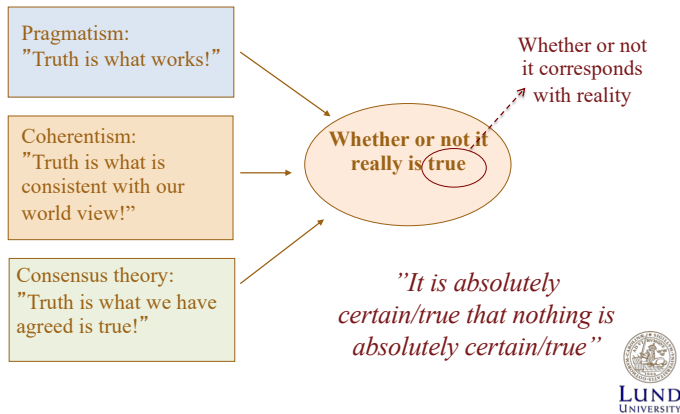 Pragmatism:
”Truth is what works!”
Coherentism:
”Truth is what is
consistent with our
world view!”
Consensus theory:
”Truth is what we have
agreed is true!”
Whether or not it
really is true
Whether or not
it corresponds
with reality
”It is absolutely
certain/true that nothing is
absolutely certain/true”
LUND
UNIVERSITY